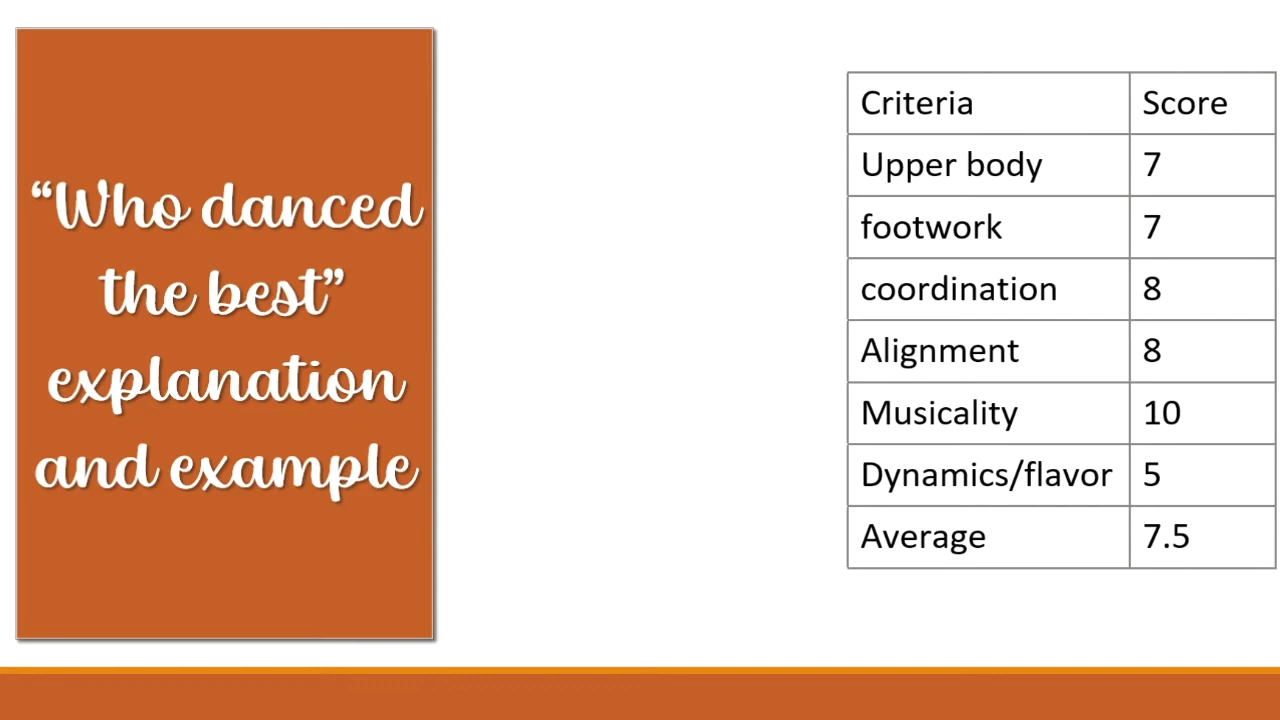 “Who danced
the best”
explanation
and example
Criteria Score
Upper body 7
footwork 7
coordination 8
Alignment 8
Musicality 10
Dynamics/flavor 5
Average 7.5